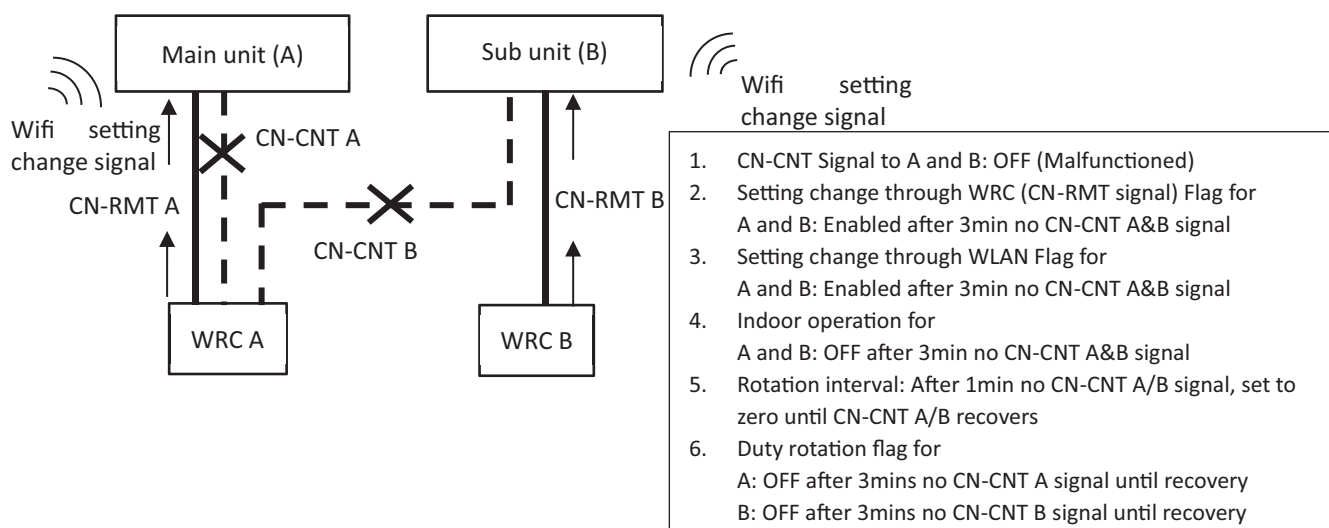 Main unit (A)
Sub unit (B)
Wifi setting
change signal
Wifi setting
change signal
CN-CNT A
CN-RMT A
CN-RMT B
CN-CNT B
WRC A
WRC B
1. CN-CNT Signal to A and B: OFF (Malfunctioned)
2. Setting change through WRC (CN-RMT signal) Flag for
A and B: Enabled after 3min no CN-CNT A&B signal
3. Setting change through WLAN Flag for
A and B: Enabled after 3min no CN-CNT A&B signal
4. Indoor operation for
A and B: OFF after 3min no CN-CNT A&B signal
5. Rotation interval: After 1min no CN-CNT A/B signal, set to
zero until CN-CNT A/B recovers
6. Duty rotation flag for
A: OFF after 3mins no CN-CNT A signal until recovery
B: OFF after 3mins no CN-CNT B signal until recovery